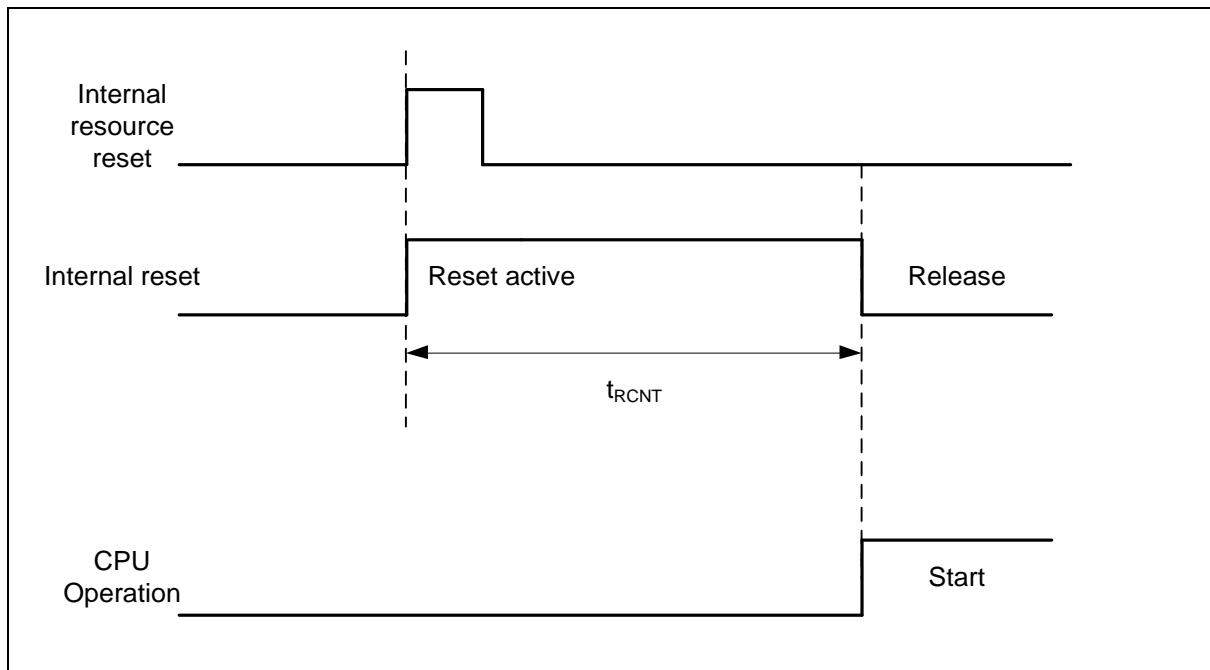 Internal
resource
reset
Internal reset
Reset active
Release
tRCNT
CPU
Operation
Start